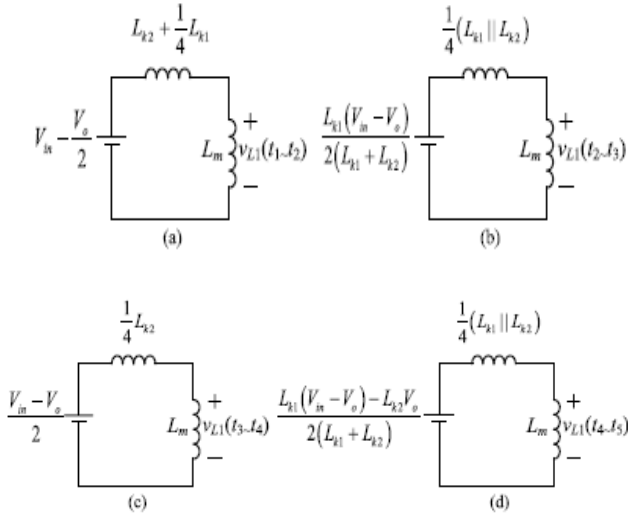 L_{k2} + \frac{1}{4} L_{k1}
V_{in} - \frac{V_o}{2}
+
L_m v_{L1}(t_1~t_2)
−
(a)
\frac{1}{4} (L_{k1} || L_{k2})
\frac{L_{k1}(V_{in} - V_o)}{2(L_{k1} + L_{k2})}
+
L_m v_{L1}(t_2~t_3)
−
(b)
\frac{1}{4} L_{k2}
\frac{V_{in} - V_o}{2}
+
L_m v_{L1}(t_3~t_4)
−
(c)
\frac{1}{4} (L_{k1} || L_{k2})
\frac{L_{k1}(V_{in} - V_o) - L_{k2}V_o}{2(L_{k1} + L_{k2})}
+
L_m v_{L1}(t_4~t_5)
−
(d)